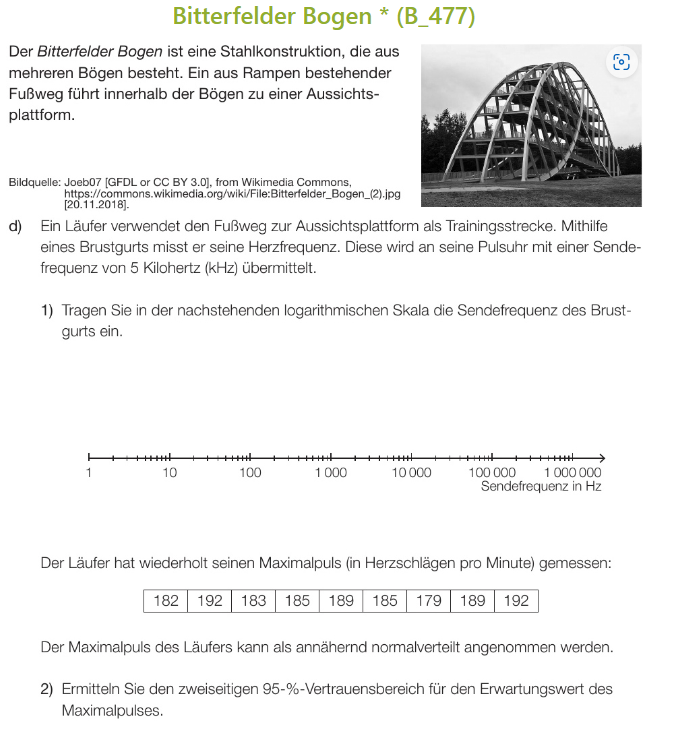 Bitterfelder Bogen * (B_477)
Der Bitterfelder Bogen ist eine Stahlkonstruktion, die aus
mehreren Bögen besteht. Ein aus Rampen bestehender
Fußweg führt innerhalb der Bögen zu einer Aussichts-
plattform.
Bildquelle: Joeb07 [GFDL or CC BY 3.0], from Wikimedia Commons,
https://commons.wikimedia.org/wiki/File:Bitterfelder_Bogen_(2).jpg
[20.11.2018].
d) Ein Läufer verwendet den Fußweg zur Aussichtsplattform als Trainingsstrecke. Mithilfe
eines Brustgurts misst er seine Herzfrequenz. Diese wird an seine Pulsuhr mit einer Sende-
frequenz von 5 Kilohertz (kHz) übermittelt.
1) Tragen Sie in der nachstehenden logarithmischen Skala die Sendefrequenz des Brust-
gurts ein.
1 10 100 1 000 10 000 100 000 1 000 000
Sendefrequenz in Hz
Der Läufer hat wiederholt seinen Maximalpuls (in Herzschlägen pro Minute) gemessen:
182 192 183 185 189 185 179 189 192
Der Maximalpuls des Läufers kann als annähernd normalverteilt angenommen werden.
2) Ermitteln Sie den zweiseitigen 95-%-Vertrauensbereich für den Erwartungswert des
Maximalpulses.